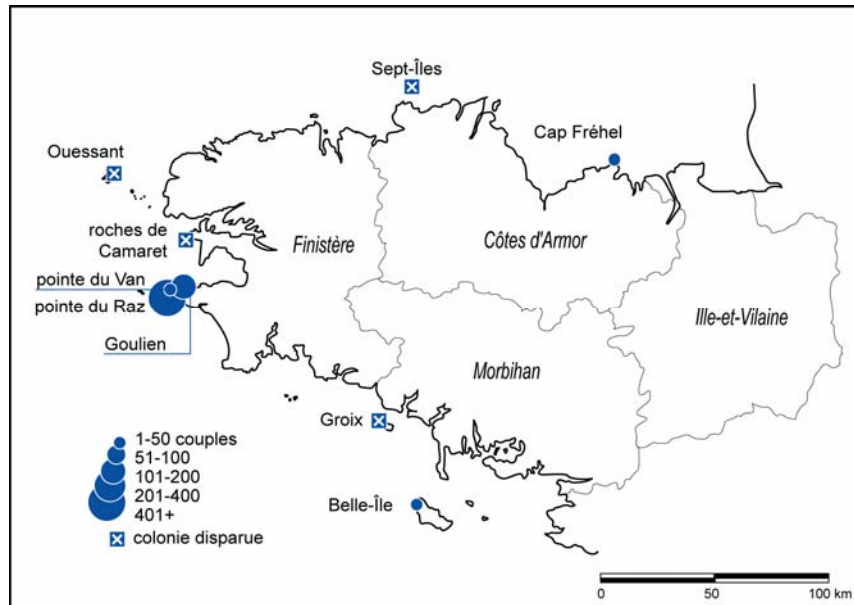 Sept-Îles
Cap Fréhel
Ouessant
roches de
Camaret
Finistère
Côtes d'Armor
pointe du Van
pointe du Raz
Goulien
Ille-et-Vilaine
Morbihan
Groix
Belle-Île
1-50 couples
51-100
101-200
201-400
401+
colonie disparue
0 50 100 km